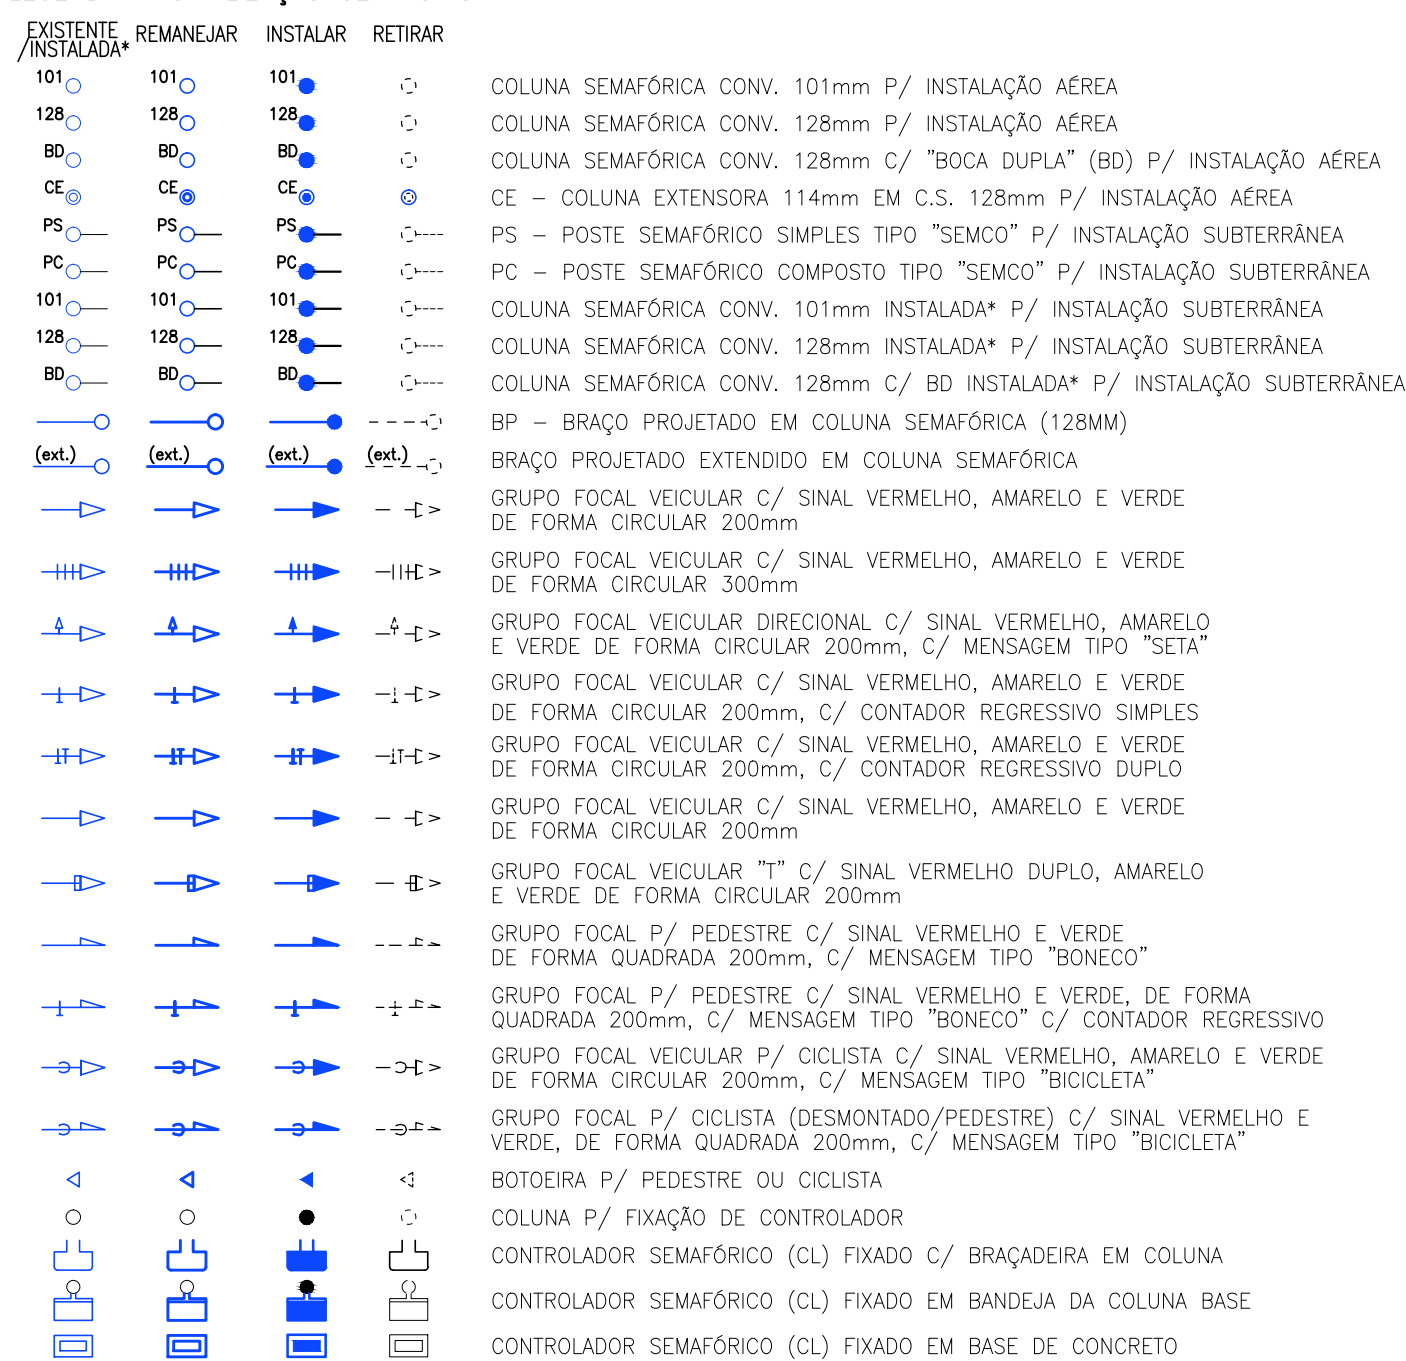 EXISTENTE REMANEJAR INSTALAR RETIRAR
/INSTALADA*
101 101 101 COLUNA SEMAFÓRICA CONV. 101mm P/ INSTALAÇÃO AÉREA
128 128 128 COLUNA SEMAFÓRICA CONV. 128mm P/ INSTALAÇÃO AÉREA
BD BD BD COLUNA SEMAFÓRICA CONV. 128mm C/ "BOCA DUPLA" (BD) P/ INSTALAÇÃO AÉREA
CE CE CE CE – COLUNA EXTENSORA 114mm EM C.S. 128mm P/ INSTALAÇÃO AÉREA
PS PS PS PS – POSTE SEMAFÓRICO SIMPLES TIPO "SEMCO" P/ INSTALAÇÃO SUBTERRÂNEA
PC PC PC PC – POSTE SEMAFÓRICO COMPOSTO TIPO "SEMCO" P/ INSTALAÇÃO SUBTERRÂNEA
101 101 101 COLUNA SEMAFÓRICA CONV. 101mm INSTALADA* P/ INSTALAÇÃO SUBTERRÂNEA
128 128 128 COLUNA SEMAFÓRICA CONV. 128mm INSTALADA* P/ INSTALAÇÃO SUBTERRÂNEA
BD BD BD COLUNA SEMAFÓRICA CONV. 128mm C/ BD INSTALADA* P/ INSTALAÇÃO SUBTERRÂNEA
BP – BRAÇO PROJETADO EM COLUNA SEMAFÓRICA (128MM)
(ext.) (ext.) (ext.) (ext.) BRAÇO PROJETADO EXTENDIDO EM COLUNA SEMAFÓRICA
GRUPO FOCAL VEICULAR C/ SINAL VERMELHO, AMARELO E VERDE
DE FORMA CIRCULAR 200mm
GRUPO FOCAL VEICULAR C/ SINAL VERMELHO, AMARELO E VERDE
DE FORMA CIRCULAR 300mm
GRUPO FOCAL VEICULAR DIRECIONAL C/ SINAL VERMELHO, AMARELO
E VERDE DE FORMA CIRCULAR 200mm, C/ MENSAGEM TIPO "SETA"
GRUPO FOCAL VEICULAR C/ SINAL VERMELHO, AMARELO E VERDE
DE FORMA CIRCULAR 200mm, C/ CONTADOR REGRESSIVO SIMPLES
GRUPO FOCAL VEICULAR C/ SINAL VERMELHO, AMARELO E VERDE
DE FORMA CIRCULAR 200mm, C/ CONTADOR REGRESSIVO DUPLO
GRUPO FOCAL VEICULAR C/ SINAL VERMELHO, AMARELO E VERDE
DE FORMA CIRCULAR 200mm
GRUPO FOCAL VEICULAR "T" C/ SINAL VERMELHO DUPLO, AMARELO
E VERDE DE FORMA CIRCULAR 200mm
GRUPO FOCAL P/ PEDESTRE C/ SINAL VERMELHO E VERDE
DE FORMA QUADRADA 200mm, C/ MENSAGEM TIPO "BONECO"
GRUPO FOCAL P/ PEDESTRE C/ SINAL VERMELHO E VERDE, DE FORMA
QUADRADA 200mm, C/ MENSAGEM TIPO "BONECO" C/ CONTADOR REGRESSIVO
GRUPO FOCAL VEICULAR P/ CICLISTA C/ SINAL VERMELHO, AMARELO E VERDE
DE FORMA CIRCULAR 200mm, C/ MENSAGEM TIPO "BICICLETA"
GRUPO FOCAL P/ CICLISTA (DESMONTADO/PEDESTRE) C/ SINAL VERMELHO E
VERDE, DE FORMA QUADRADA 200mm, C/ MENSAGEM TIPO "BICICLETA"
BOTOEIRA P/ PEDESTRE OU CICLISTA
COLUNA P/ FIXAÇÃO DE CONTROLADOR
CONTROLADOR SEMAFÓRICO (CL) FIXADO C/ BRAÇADEIRA EM COLUNA
CONTROLADOR SEMAFÓRICO (CL) FIXADO EM BANDEJA DA COLUNA BASE
CONTROLADOR SEMAFÓRICO (CL) FIXADO EM BASE DE CONCRETO